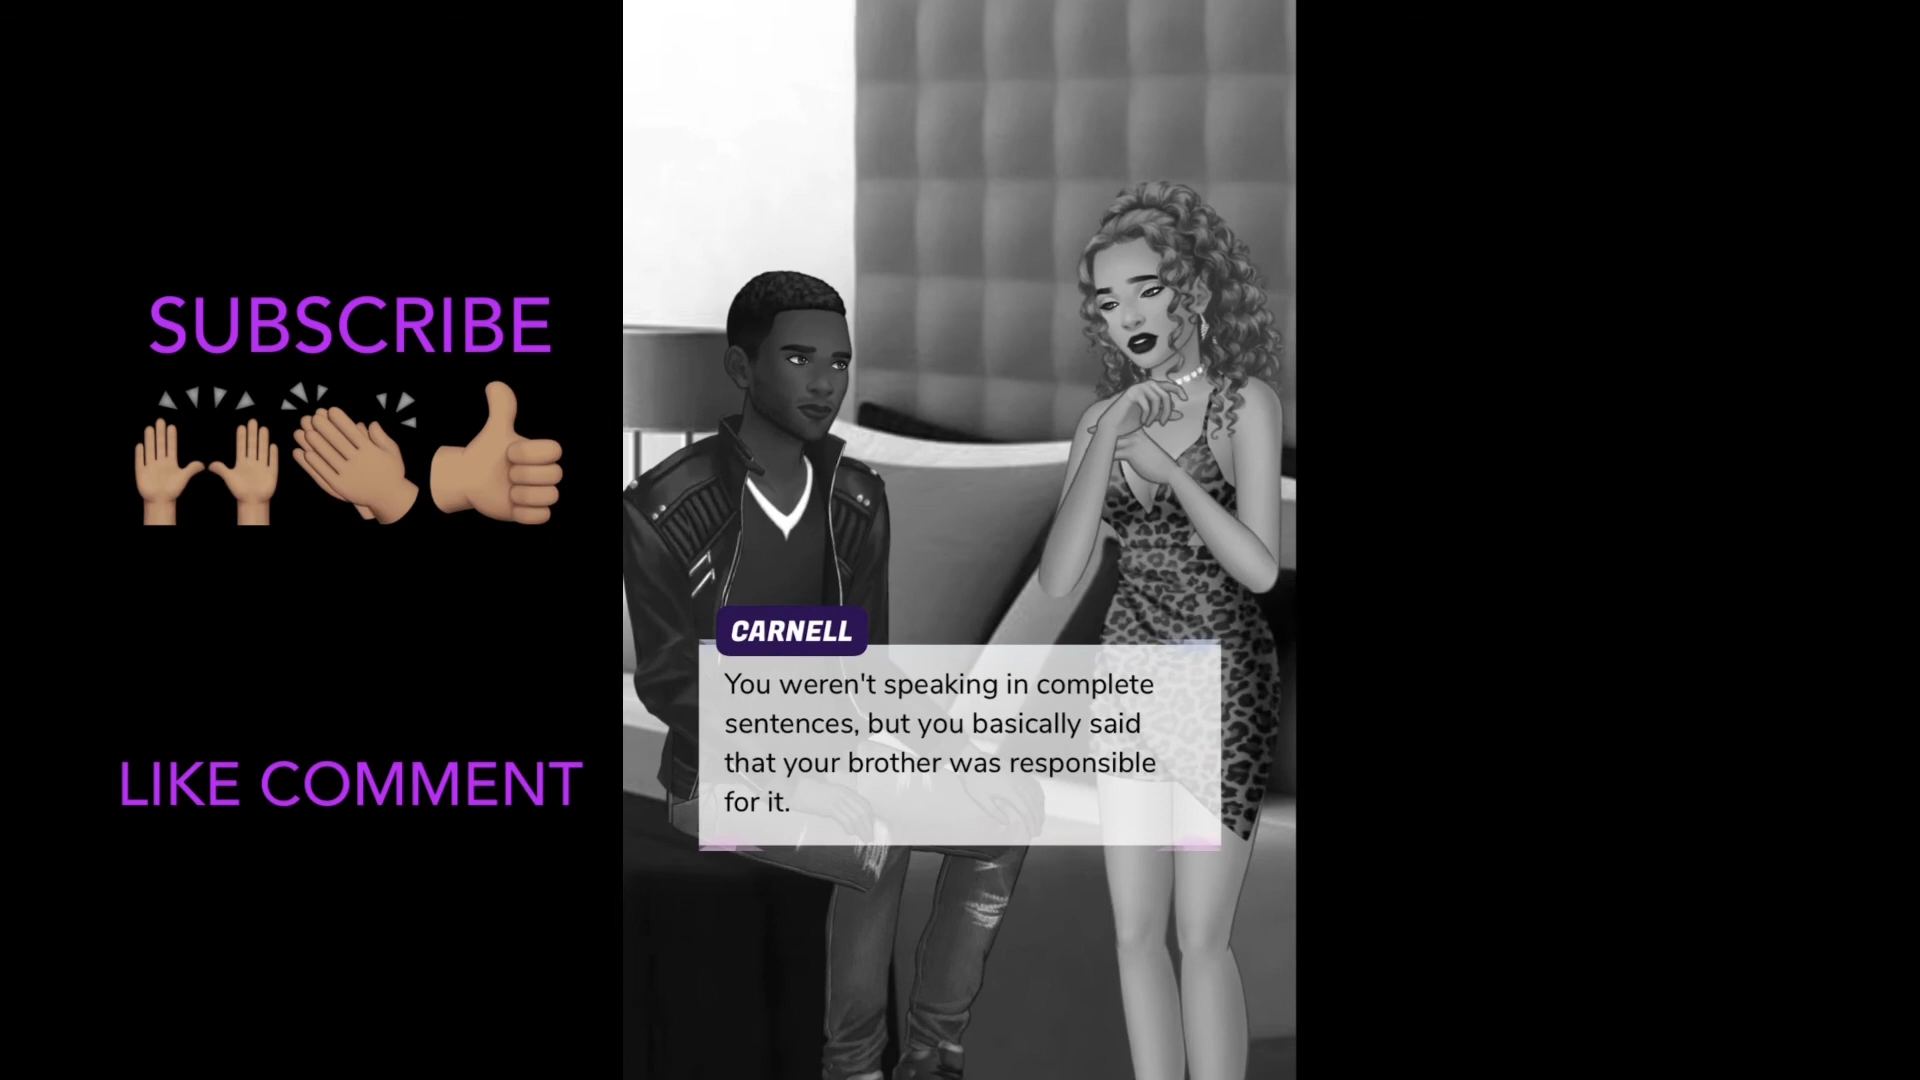 SUBSCRIBE
LIKE COMMENT
CARNELL
You weren't speaking in complete
sentences, but you basically said
that your brother was responsible
for it.